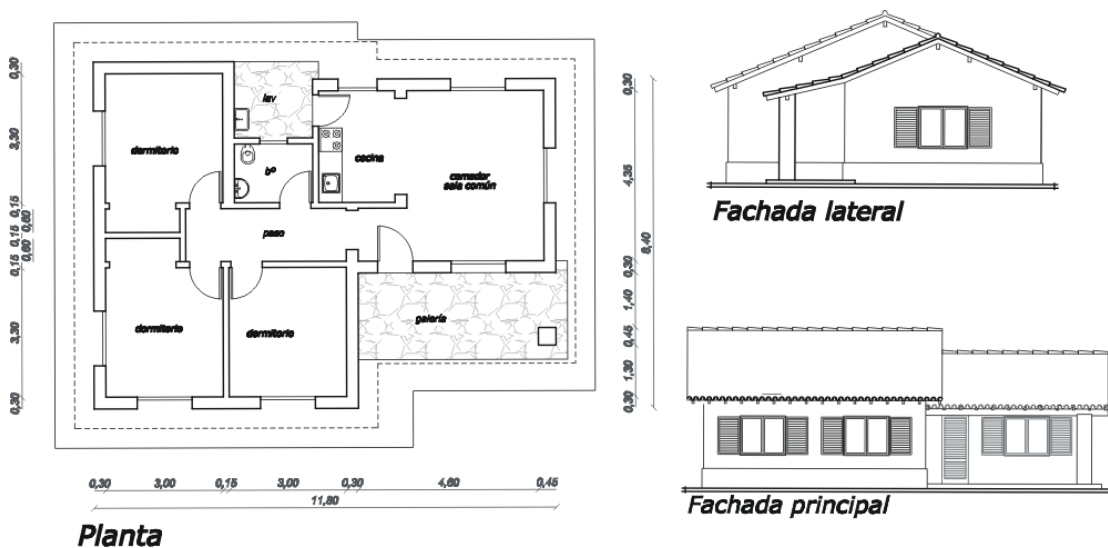 lav
dormitorio
bº
cocina
comedor
sala común
paso
dormitorio
dormitorio
galería
0,30
3,30
0,15
0,60
0,15
0,60
0,15
3,30
0,30
0,30
4,35
0,30
1,40
0,45
1,30
0,30
8,40
0,30 3,00 0,15 3,00 0,30 4,60 0,45
11,80
Planta
Fachada lateral
Fachada principal